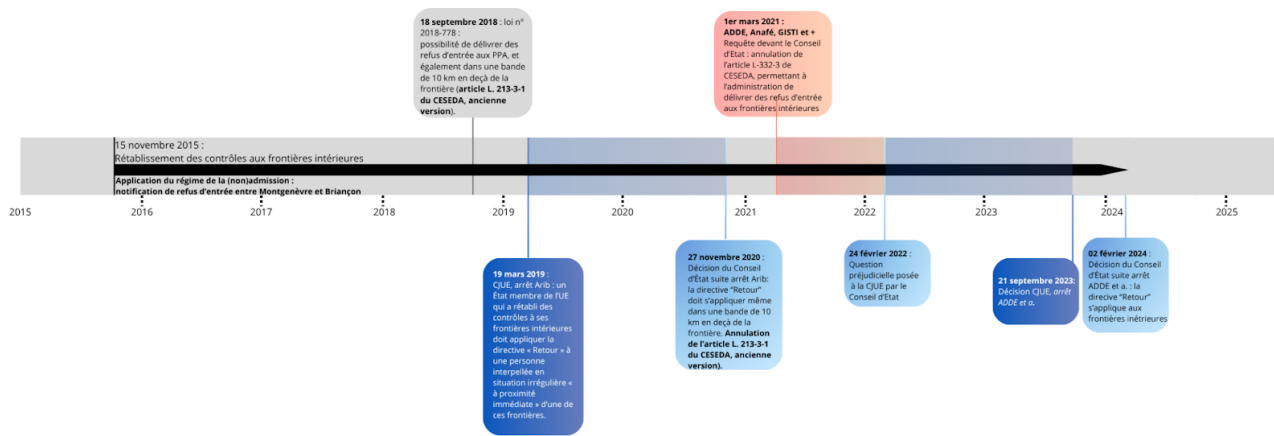 18 septembre 2018 : loi n°
2018-778 :
possibilité de délivrer des
refus d'entrée aux PPA, et
également dans une bande
de 10 km en deçà de la
frontière (article L. 213-3-1
du CESEDA, ancienne
version).
1er mars 2021 :
ADDE, Anafé, GISTI et +
Requête devant le Conseil
d'Etat : annulation de
l'article L-332-3 de
CESEDA, permettant à
l'administration de
délivrer des refus d'entrée
aux frontières intérieures
15 novembre 2015 :
Rétablissement des contrôles aux frontières intérieures
Application du régime de la (non)admission :
notification de refus d'entrée entre Montgenèvre et Briançon
2015
2016
2017
2018
2019
2020
2021
2022
2023
2024
2025
19 mars 2019 :
CJUE, arrêt Arib : un
État membre de l'UE
qui a rétabli des
contrôles à ses
frontières intérieures
doit appliquer la
directive « Retour » à
une personne
interpellée en
situation irrégulière «
à proximité
immédiate » d'une de
ces frontières.
27 novembre 2020 :
Décision du Conseil
d'État suite arrêt Arib:
la directive "Retour"
doit s'appliquer même
dans une bande de 10
km en deçà de la
frontière. Annulation
de l'article L. 213-3-1
du CESEDA, ancienne
version).
24 février 2022 :
Question
préjudicielle posée
à la CJUE par le
Conseil d'Etat
21 septembre 2023:
Décision CJUE, arrêt
ADDE et a.
02 février 2024 :
Décision du Conseil
d'État suite arrêt
ADDE et a. : la
direcive "Retour"
s'applique aux
frontières inétrieures